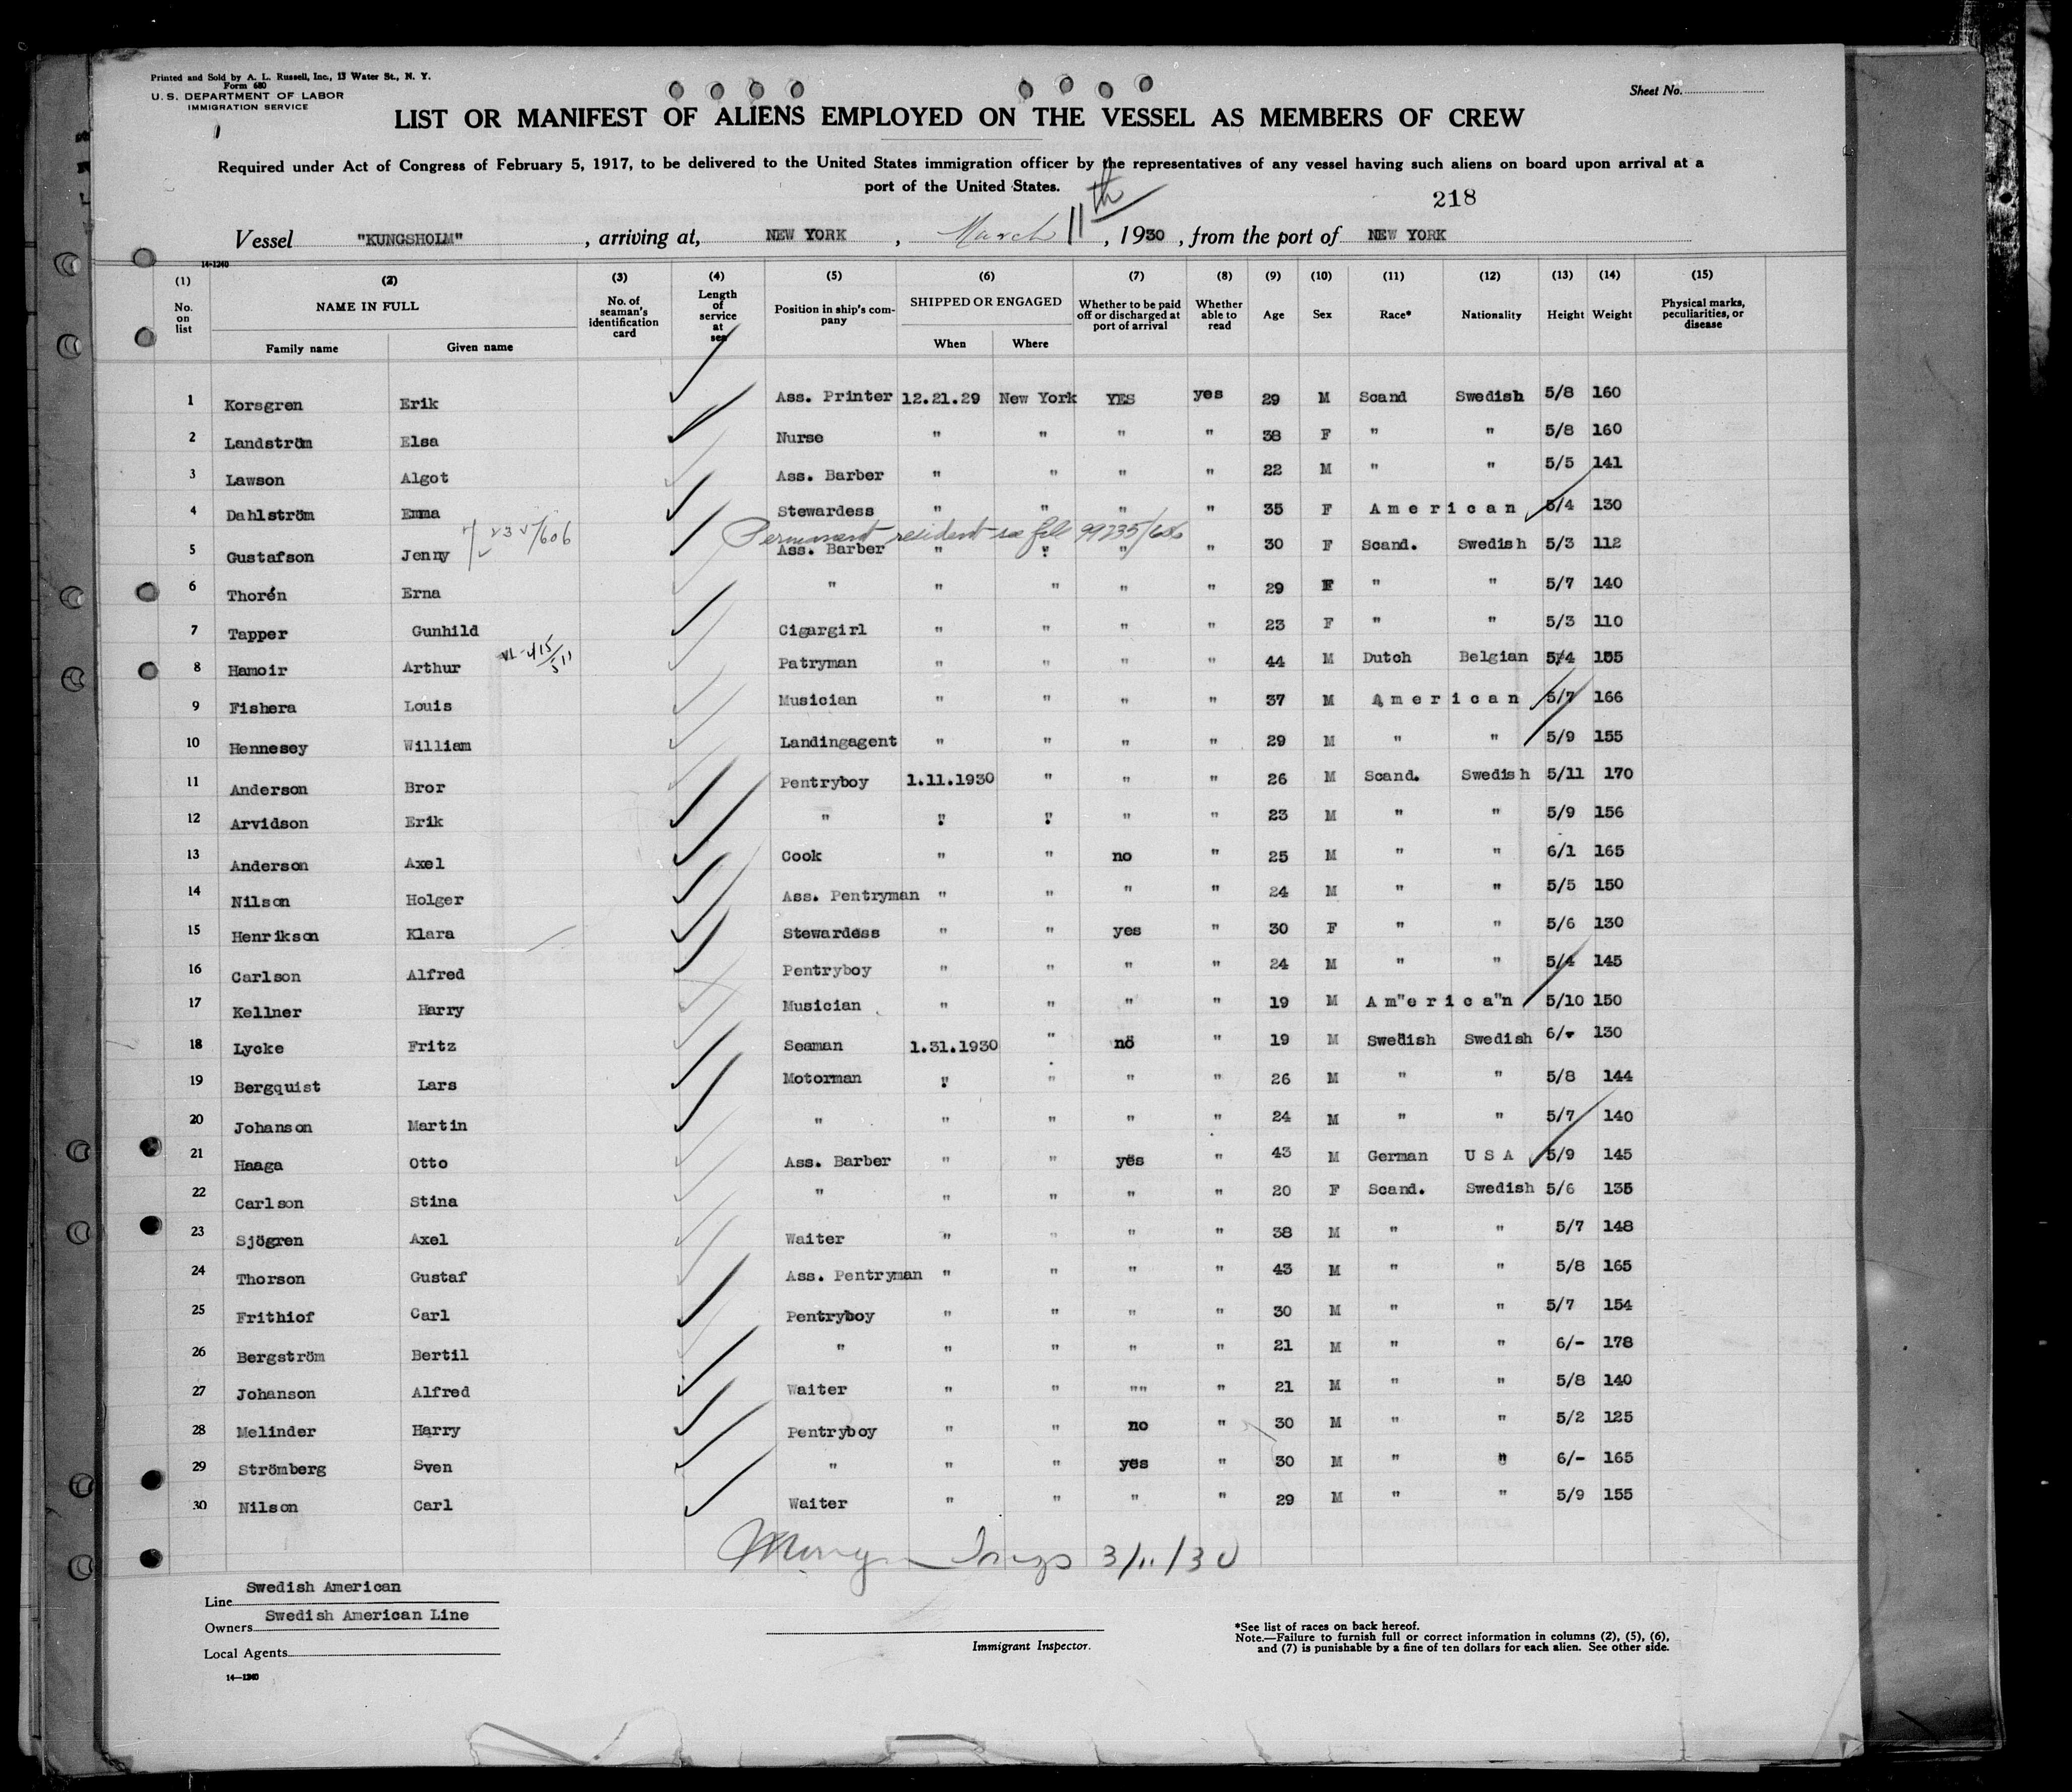 Printed and Sold by A. L. Russell, Inc., 13 Water St., N. Y.
Form 680
U. S. DEPARTMENT OF LABOR
IMMIGRATION SERVICE
Sheet No.
LIST OR MANIFEST OF ALIENS EMPLOYED ON THE VESSEL AS MEMBERS OF CREW
Required under Act of Congress of February 5, 1917, to be delivered to the United States immigration officer by the representatives of any vessel having such aliens on board upon arrival at a
port of the United States.
218
Vessel "KUNGSHOLM" , arriving at, NEW YORK , March 11th , 1930 , from the port of NEW YORK
14-1240
(1) (2) (3) (4) (5) (6) (7) (8) (9) (10) (11) (12) (13) (14) (15)
No. on list NAME IN FULL No. of seaman's identification card Length of service at sea Position in ship's company SHIPPED OR ENGAGED Whether to be paid off or discharged at port of arrival Whether able to read Age Sex Race* Nationality Height Weight Physical marks, peculiarities, or disease
Family name Given name When Where
1 Korsgren Erik Ass. Printer 12.21.29 New York YES yes 29 M Scand Swedish 5/8 160
2 Landström Elsa Nurse " " " " 38 F " " 5/8 160
3 Lawson Algot Ass. Barber " " " " 22 M " " 5/5 141
4 Dahlström Emma Stewardess " " " " 35 F American 5/4 130
Permanent resident see file 99235/606
5 Gustafson Jenny Ass. Barber " " " " 30 F Scand. Swedish 5/3 112
6 Thorén Erna " " " " " 29 F " " 5/7 140
7 Tapper Gunhild Cigargirl " " " " 23 F " " 5/3 110
8 Hamoir Arthur Patryman " " " " 44 M Dutch Belgian 5/4 155
9 Fishera Louis Musician " " " " 37 M American 5/7 166
10 Hennesey William Landingagent " " " " 29 M " " 5/9 155
11 Anderson Bror Pentryboy 1.11.1930 " " " 26 M Scand. Swedish 5/11 170
12 Arvidson Erik " " " " " 23 M " " 5/9 156
13 Anderson Axel Cook " " no " 25 M " " 6/1 165
14 Nilson Holger Ass. Pentryman " " " " 24 M " " 5/5 150
15 Henrikson Klara Stewardess " " yes " 30 F " " 5/6 130
16 Carlson Alfred Pentryboy " " " " 24 M " " 5/4 145
17 Kellner Harry Musician " " " " 19 M Am"erica"n 5/10 150
18 Lycke Fritz Seaman 1.31.1930 " no " 19 M Swedish Swedish 6/- 130
19 Bergquist Lars Motorman " " " " 26 M " " 5/8 144
20 Johanson Martin " " " " " 24 M " " 5/7 140
21 Haaga Otto Ass. Barber " " yes " 43 M German USA 5/9 145
22 Carlson Stina " " " " " 20 F Scand. Swedish 5/6 135
23 Sjögren Axel Waiter " " " " 38 M " " 5/7 148
24 Thorson Gustaf Ass. Pentryman " " " " 43 M " " 5/8 165
25 Frithiof Carl Pentryboy " " " " 30 M " " 5/7 154
26 Bergström Bertil " " " " " 21 M " " 6/- 178
27 Johanson Alfred Waiter " " "" " 21 M " " 5/8 140
28 Melinder Harry Pentryboy " " no " 30 M " " 5/2 125
29 Strömberg Sven " " " yes " 30 M " " 6/- 165
30 Nilson Carl Waiter " " " " 29 M " " 5/9 155
3/11/30
Line Swedish American
Owners Swedish American Line
Local Agents
14-1240
Immigrant Inspector.
*See list of races on back hereof.
Note.—Failure to furnish full or correct information in columns (2), (5), (6),
and (7) is punishable by a fine of ten dollars for each alien. See other side.